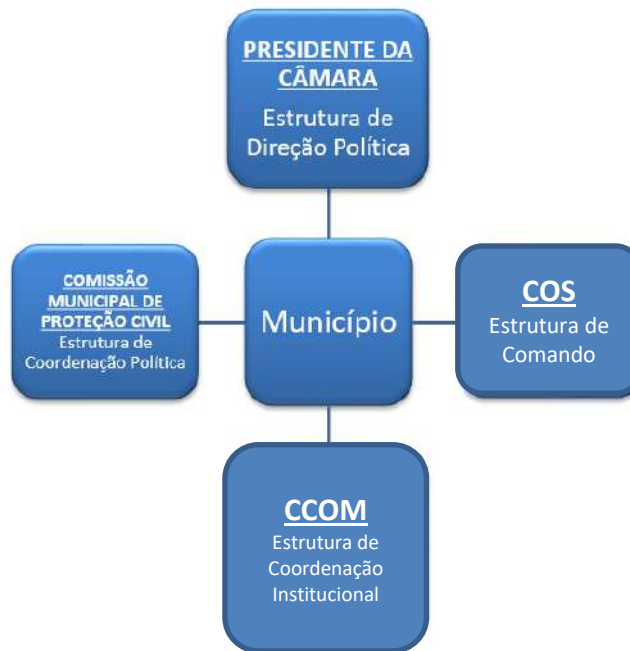 PRESIDENTE DA
CÂMARA
Estrutura de
Direção Política
COMISSÃO
MUNICIPAL DE
PROTEÇÃO CIVIL
Estrutura de
Coordenação Política
Município
COS
Estrutura de
Comando
CCOM
Estrutura de
Coordenação
Institucional